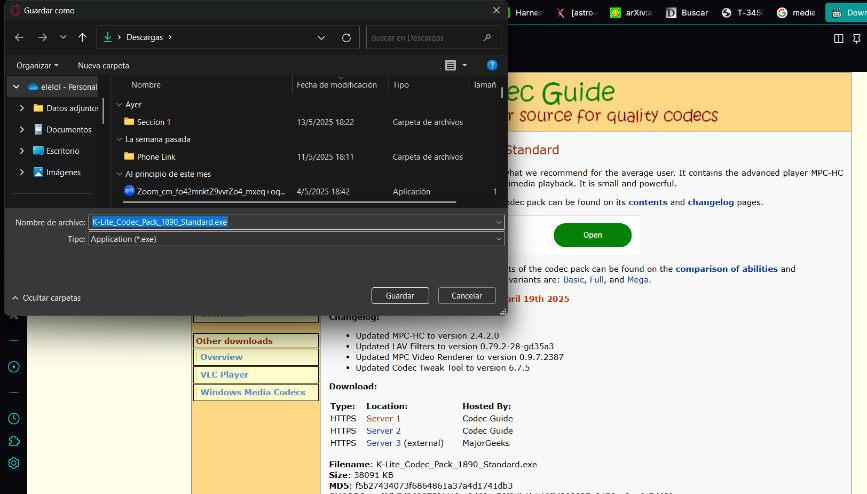 Guardar como
Harnes
[astro-
arXiv:a
Buscar
T-345
media
Down
Descargas
Buscar en Descargas
Organizar
Nueva carpeta
Nombre
Fecha de modificación
Tipo
Tamañ
elelol - Personal
Datos adjuntos
Documentos
Escritorio
Imágenes
Ayer
Seccion 1 13/5/2025 18:22 Carpeta de archivos
La semana pasada
Phone Link 11/5/2025 18:11 Carpeta de archivos
Al principio de este mes
4/5/2025 18:42 Aplicación 1
Nombre de archivo: K-Lite_Codec_Pack_1890_Standard.exe
Tipo: Application (*.exe)
Ocultar carpetas
Guardar
Cancelar
ec Guide
r source for quality codecs
Standard
hat we recommend for the average user. It contains the advanced player MPC-HC
imedia playback. It is small and powerful.
dec pack can be found on its contents and changelog pages.
Open
ts of the codec pack can be found on the comparison of abilities and
variants are: Basic, Full, and Mega.
pril 19th 2025
Changelog:
Updated MPC-HC to version 2.4.2.0
Updated LAV Filters to version 0.79.2-28-gd35a3
Updated MPC Video Renderer to version 0.9.7.2387
Updated Codec Tweak Tool to version 6.7.5
Other downloads
Overview
VLC Player
Windows Media Codecs
Download:
Type: Location: Hosted By:
HTTPS Server 1 Codec Guide
HTTPS Server 2 Codec Guide
HTTPS Server 3 (external) MajorGeeks
Filename: K-Lite_Codec_Pack_1890_Standard.exe
Size: 38091 KB
MD5: f5b27434073f6864861a37a4d1741db3